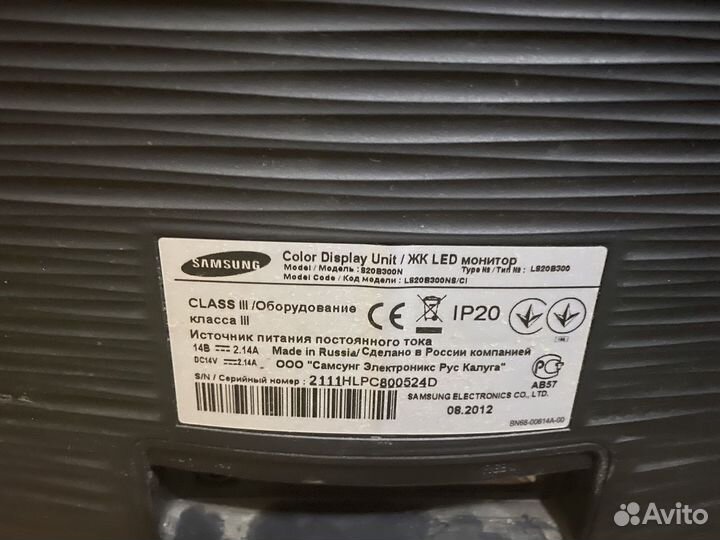 SAMSUNG
Color Display Unit / ЖК LED монитор
Model / Модель : S20B300N Type № / Тип № : LS20B300
Model Code / Код модели : LS20B300NS/CI
CLASS III /Оборудование
класса III
CE
IP20
Источник питания постоянного тока
14В 2.14A
DC14V 2.14A
Made in Russia/ Сделано в России компанией
ООО "Самсунг Электроникс Рус Калуга"
S/N / Серийный номер : 2111HLPC800524D
АВ57
SAMSUNG ELECTRONICS CO., LTD.
08.2012
BN68-00614A-00
Avito